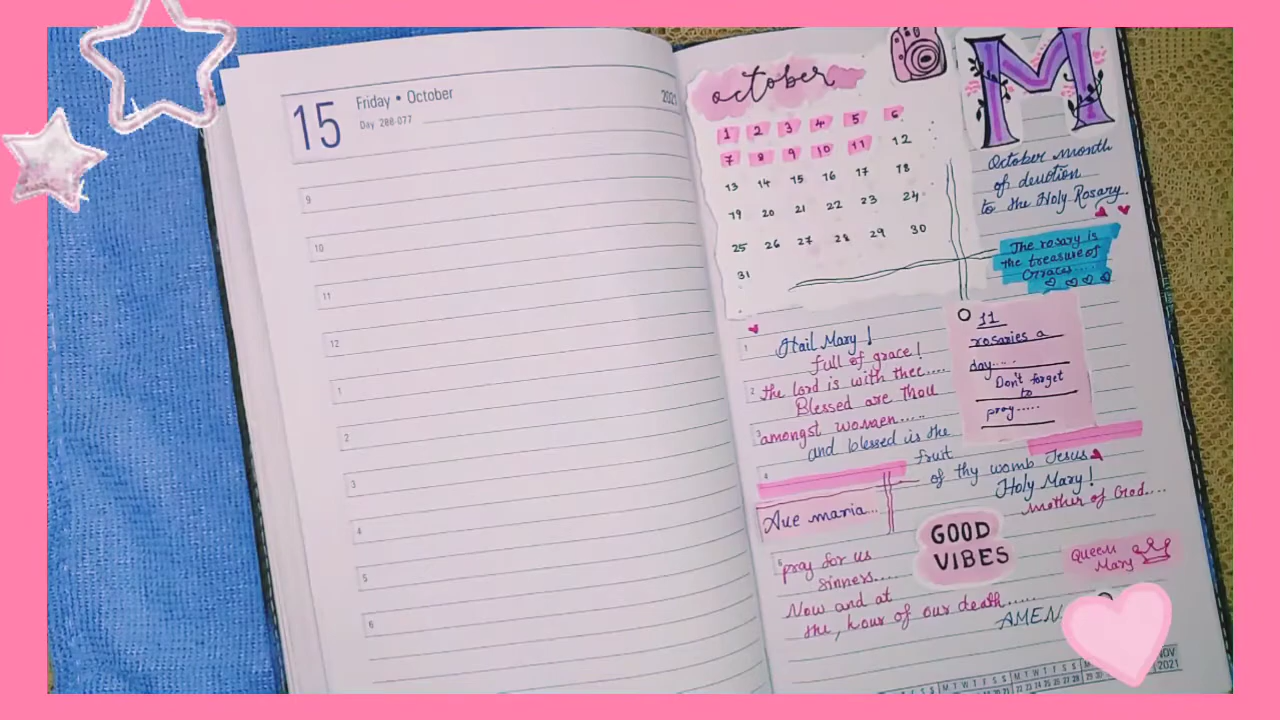 15
Friday • October
2021
Day 288-077
9
10
11
12
1
2
3
4
5
6
october
1 2 3 4 5 6
7 8 9 10 11 12
13 14 15 16 17 18
19 20 21 22 23 24
25 26 27 28 29 30
31
M
October month
of devotion
to the Holy Rosary.
The rosary is
the treasure of
Graces.....
11
rosaries a
day.....
Don't forget
to
pray.....
1
2
3
4
Hail Mary!
full of grace!
the lord is with thee....
Blessed are Thou
amongst women.....
and blessed is the
fruit
of thy womb Jesus
Holy Mary!
mother of God....
Ave maria...
GOOD
VIBES
Queen
Mary
6
pray for us
sinners....
Now and at
the, hour of our death.....
AMEN
NOV
2021